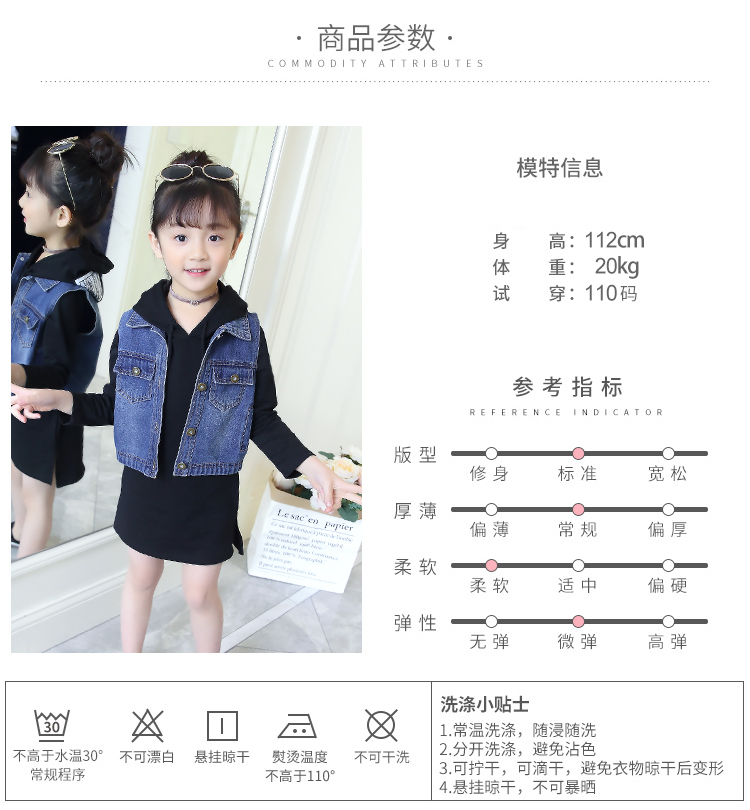 · 商品参数 ·
COMMODITY ATTRIBUTES
模特信息
身 高：112cm
体 重：20kg
试 穿：110码
参考指标
REFERENCE INDICATOR
版型
修身 标准 宽松
厚薄
偏薄 常规 偏厚
柔软
柔软 适中 偏硬
弹性
无弹 微弹 高弹
Le sac en papier
30
不高于水温30°
常规程序
不可漂白
悬挂晾干
熨烫温度
不高于110°
不可干洗
洗涤小贴士
1.常温洗涤，随浸随洗
2.分开洗涤，避免沾色
3.可拧干，可滴干，避免衣物晾干后变形
4.悬挂晾干，不可暴晒